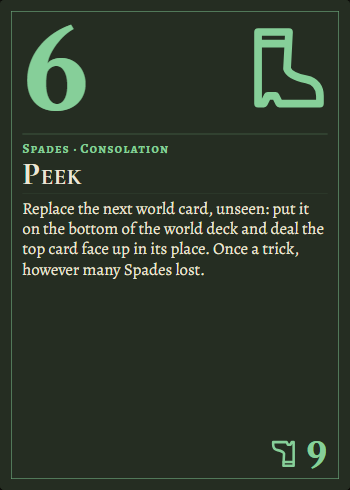 6
Spades · Consolation
Peek
Replace the next world card, unseen: put it
on the bottom of the world deck and deal the
top card face up in its place. Once a trick,
however many Spades lost.
6